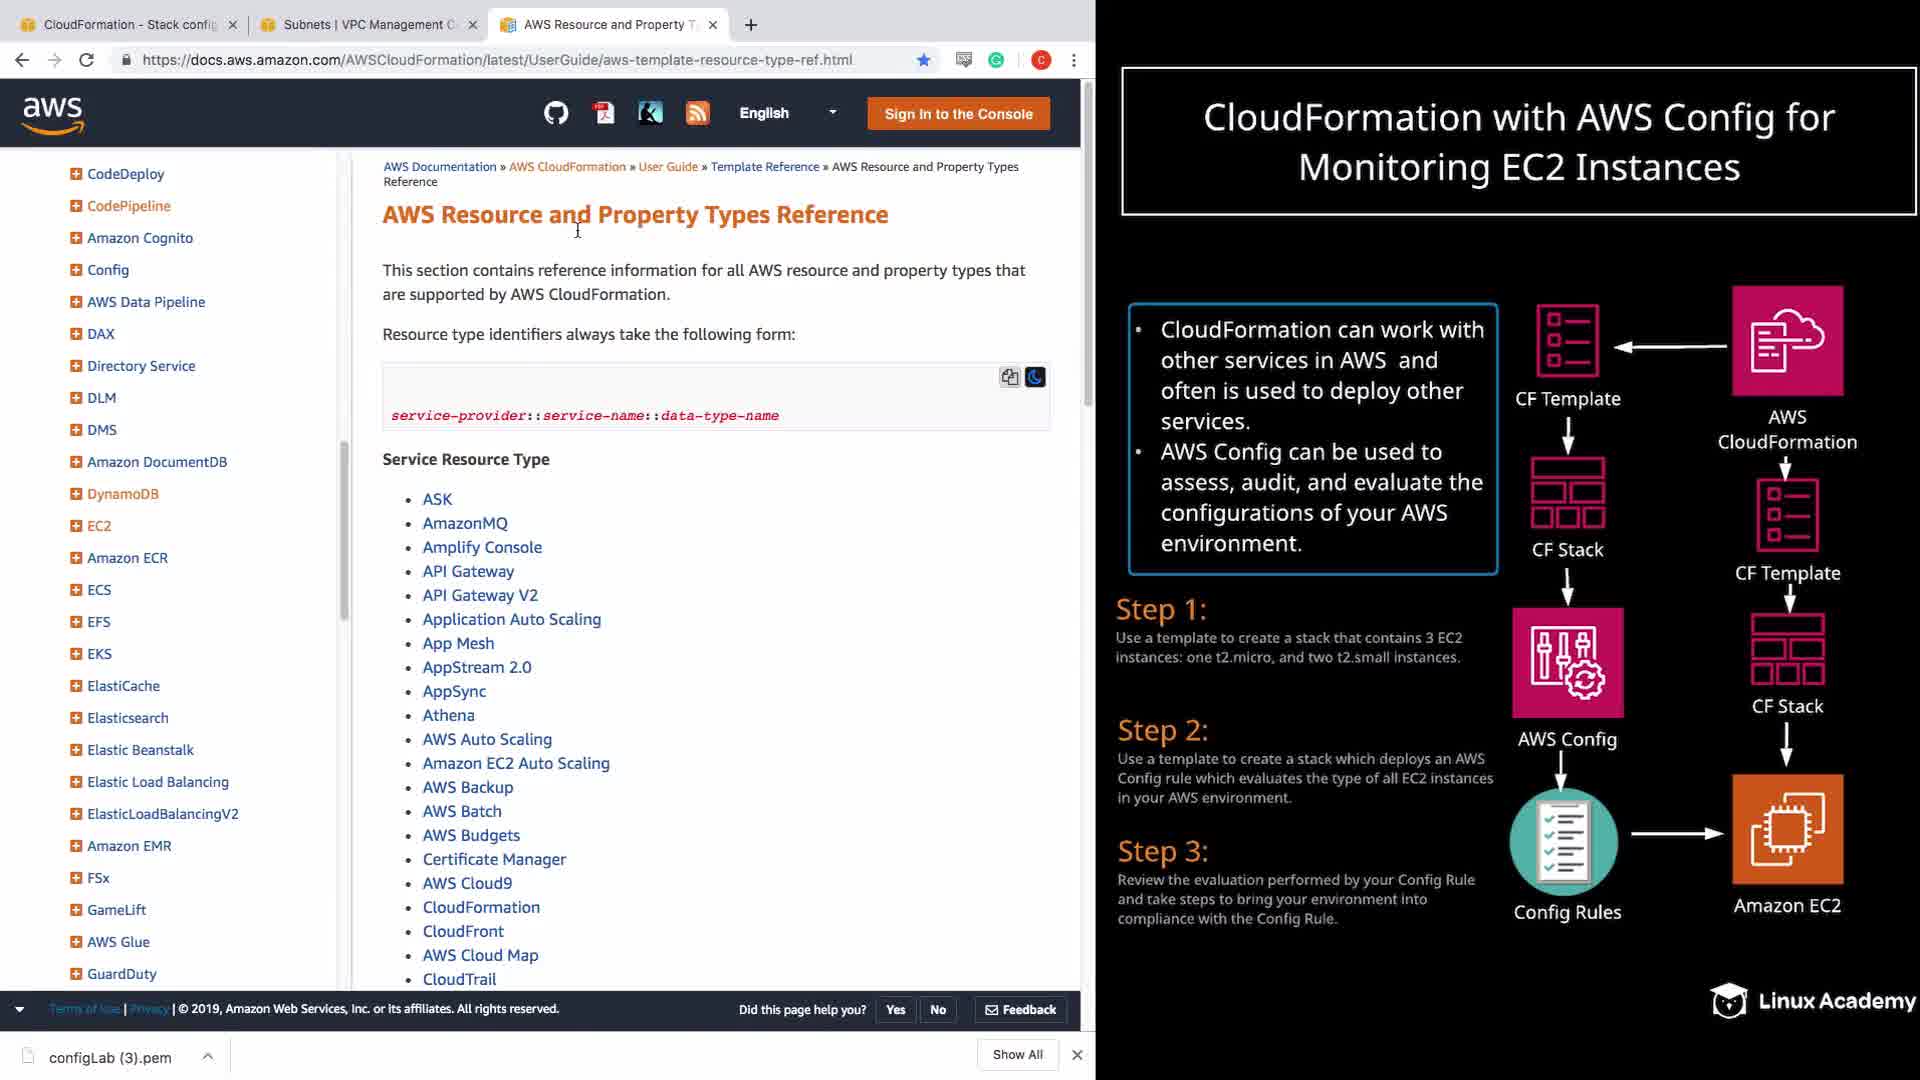 CloudFormation - Stack config
Subnets | VPC Management C
AWS Resource and Property T
https://docs.aws.amazon.com/AWSCloudFormation/latest/UserGuide/aws-template-resource-type-ref.html
C
aws
English
Sign In to the Console
CodeDeploy
CodePipeline
Amazon Cognito
Config
AWS Data Pipeline
DAX
Directory Service
DLM
DMS
Amazon DocumentDB
DynamoDB
EC2
Amazon ECR
ECS
EFS
EKS
ElastiCache
Elasticsearch
Elastic Beanstalk
Elastic Load Balancing
ElasticLoadBalancingV2
Amazon EMR
FSx
GameLift
AWS Glue
GuardDuty
AWS Documentation » AWS CloudFormation » User Guide » Template Reference » AWS Resource and Property Types
Reference
AWS Resource and Property Types Reference
This section contains reference information for all AWS resource and property types that
are supported by AWS CloudFormation.
Resource type identifiers always take the following form:
service-provider::service-name::data-type-name
Service Resource Type
• ASK
• AmazonMQ
• Amplify Console
• API Gateway
• API Gateway V2
• Application Auto Scaling
• App Mesh
• AppStream 2.0
• AppSync
• Athena
• AWS Auto Scaling
• Amazon EC2 Auto Scaling
• AWS Backup
• AWS Batch
• AWS Budgets
• Certificate Manager
• AWS Cloud9
• CloudFormation
• CloudFront
• AWS Cloud Map
• CloudTrail
Terms of Use | Privacy | © 2019, Amazon Web Services, Inc. or its affiliates. All rights reserved.
Did this page help you?
Yes
No
Feedback
configLab (3).pem
Show All
CloudFormation with AWS Config for
Monitoring EC2 Instances
• CloudFormation can work with
other services in AWS and
often is used to deploy other
services.
• AWS Config can be used to
assess, audit, and evaluate the
configurations of your AWS
environment.
Step 1:
Use a template to create a stack that contains 3 EC2
instances: one t2.micro, and two t2.small instances.
Step 2:
Use a template to create a stack which deploys an AWS
Config rule which evaluates the type of all EC2 instances
in your AWS environment.
Step 3:
Review the evaluation performed by your Config Rule
and take steps to bring your environment into
compliance with the Config Rule.
CF Template
CF Stack
AWS Config
Config Rules
AWS
CloudFormation
CF Template
CF Stack
Amazon EC2
Linux Academy